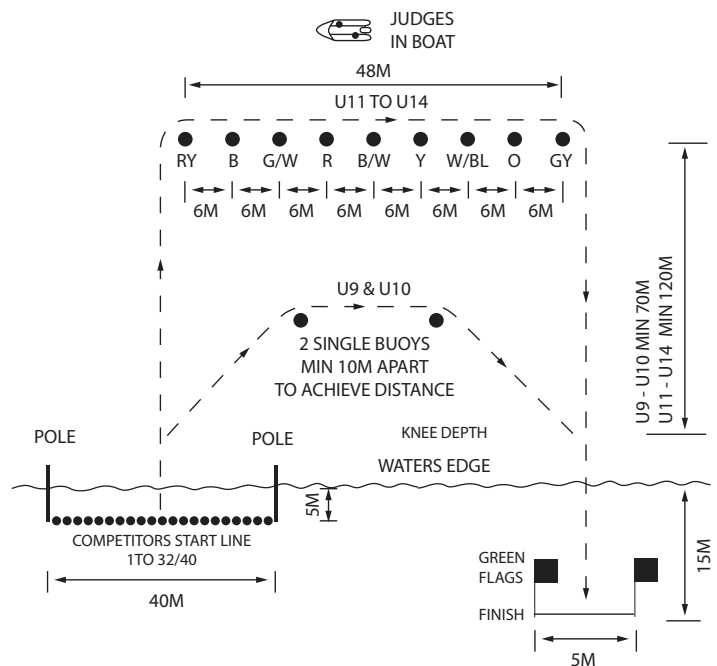 JUDGES
IN BOAT
48M
U11 TO U14
RY B G/W R B/W Y W/BL O GY
6M 6M 6M 6M 6M 6M 6M 6M
U9 & U10
2 SINGLE BUOYS
MIN 10M APART
TO ACHIEVE DISTANCE
U9 - U10 MIN 70M
U11 - U14 MIN 120M
POLE
POLE
KNEE DEPTH
WATERS EDGE
5M
COMPETITORS START LINE
1TO 32/40
40M
GREEN
FLAGS
FINISH
5M
15M